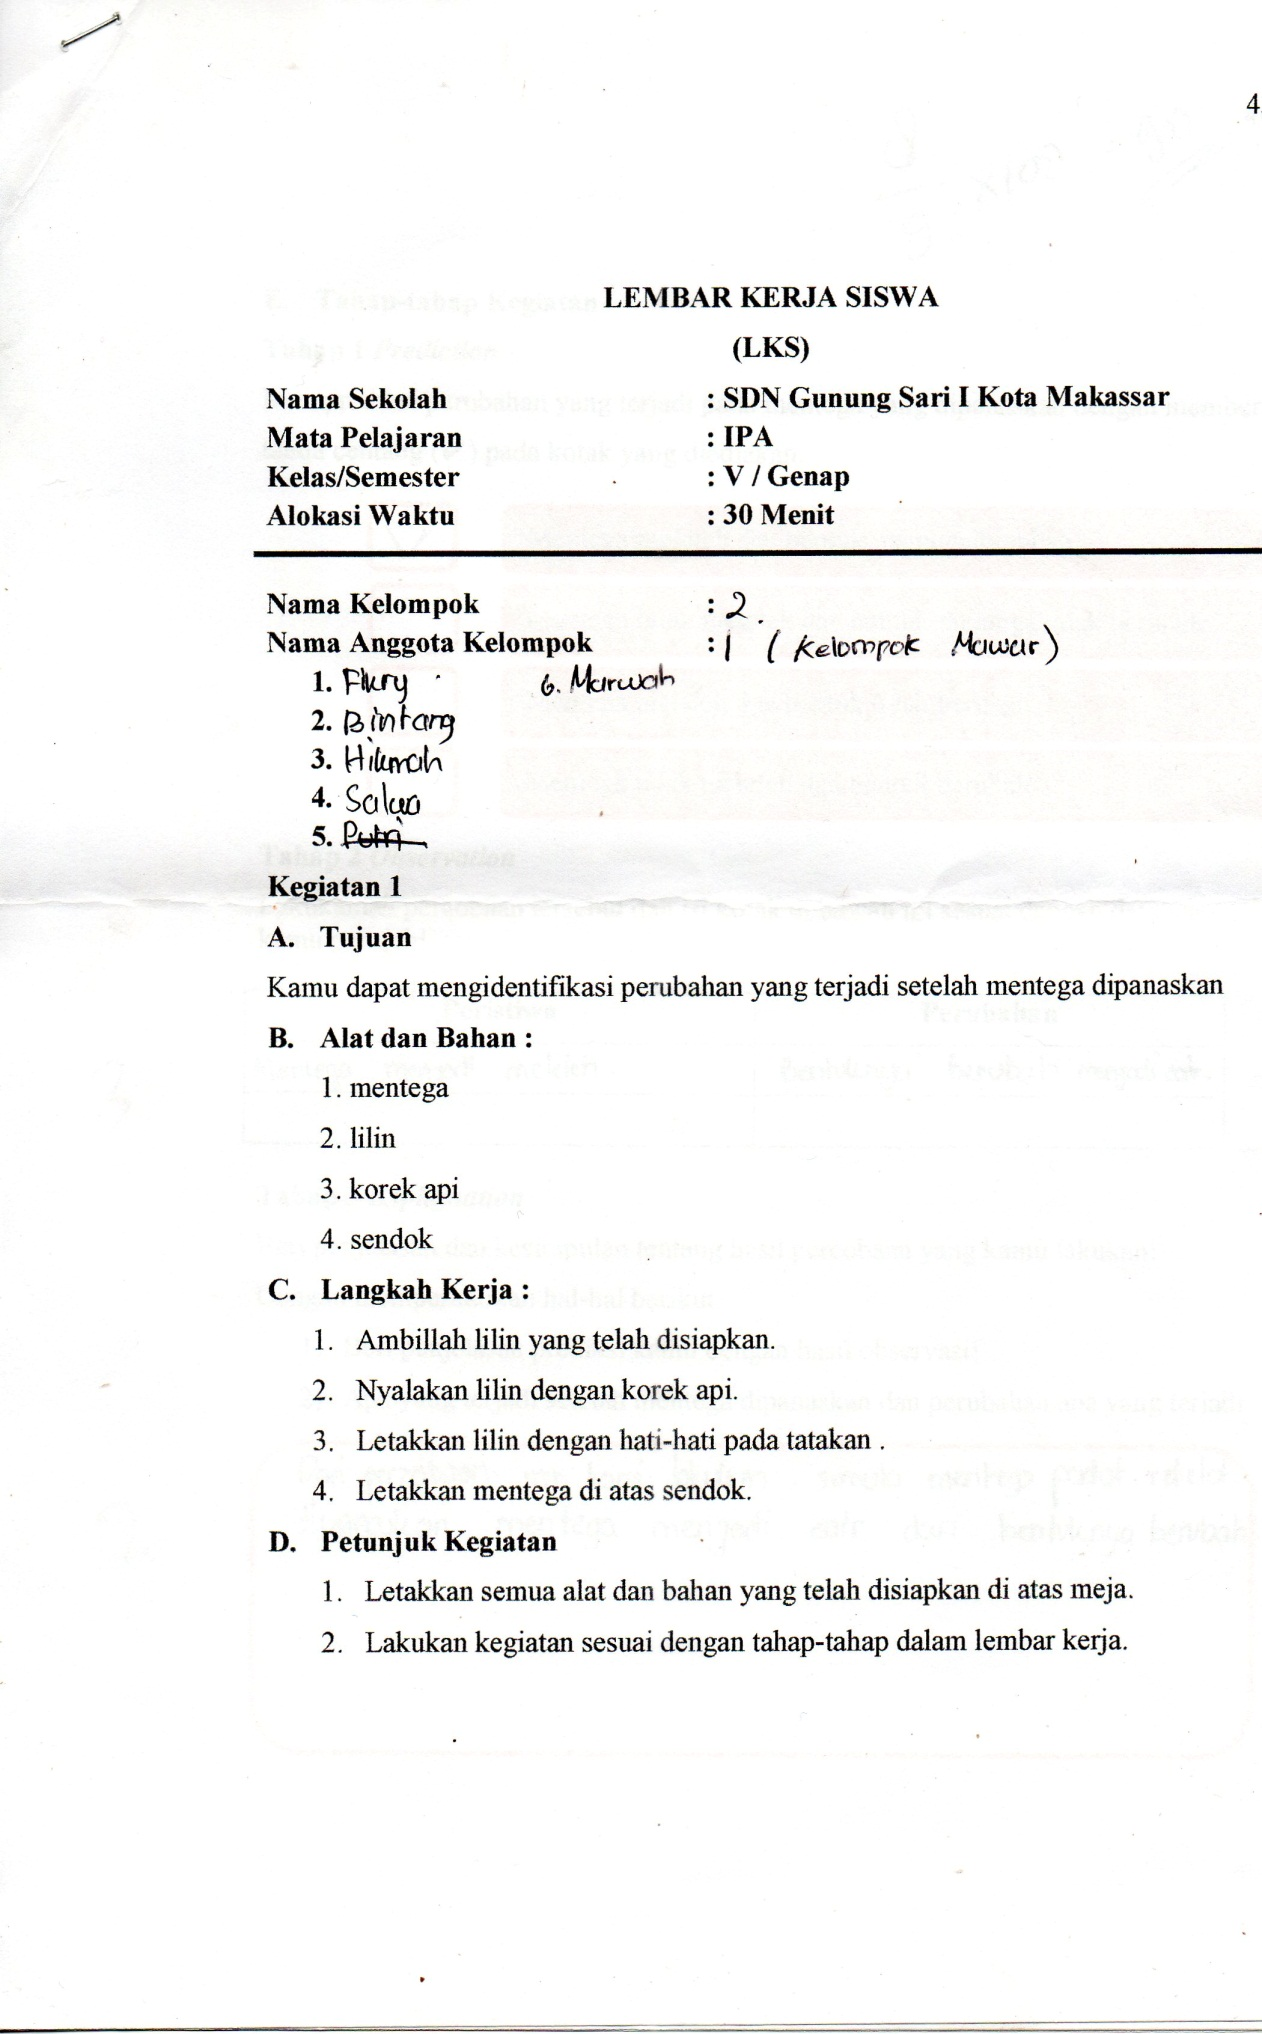 4
LEMBAR KERJA SISWA
(LKS)
Nama Sekolah : SDN Gunung Sari I Kota Makassar
Mata Pelajaran : IPA
Kelas/Semester : V / Genap
Alokasi Waktu : 30 Menit
Nama Kelompok : 2.
Nama Anggota Kelompok : 1 ( Kelompok Mawar )
1. Fikry 6. Marwah
2. Bintang
3. Hikmah
4. Salwa
5. Putri
Kegiatan 1
A. Tujuan
Kamu dapat mengidentifikasi perubahan yang terjadi setelah mentega dipanaskan
B. Alat dan Bahan :
1. mentega
2. lilin
3. korek api
4. sendok
C. Langkah Kerja :
1. Ambillah lilin yang telah disiapkan.
2. Nyalakan lilin dengan korek api.
3. Letakkan lilin dengan hati-hati pada tatakan .
4. Letakkan mentega di atas sendok.
D. Petunjuk Kegiatan
1. Letakkan semua alat dan bahan yang telah disiapkan di atas meja.
2. Lakukan kegiatan sesuai dengan tahap-tahap dalam lembar kerja.